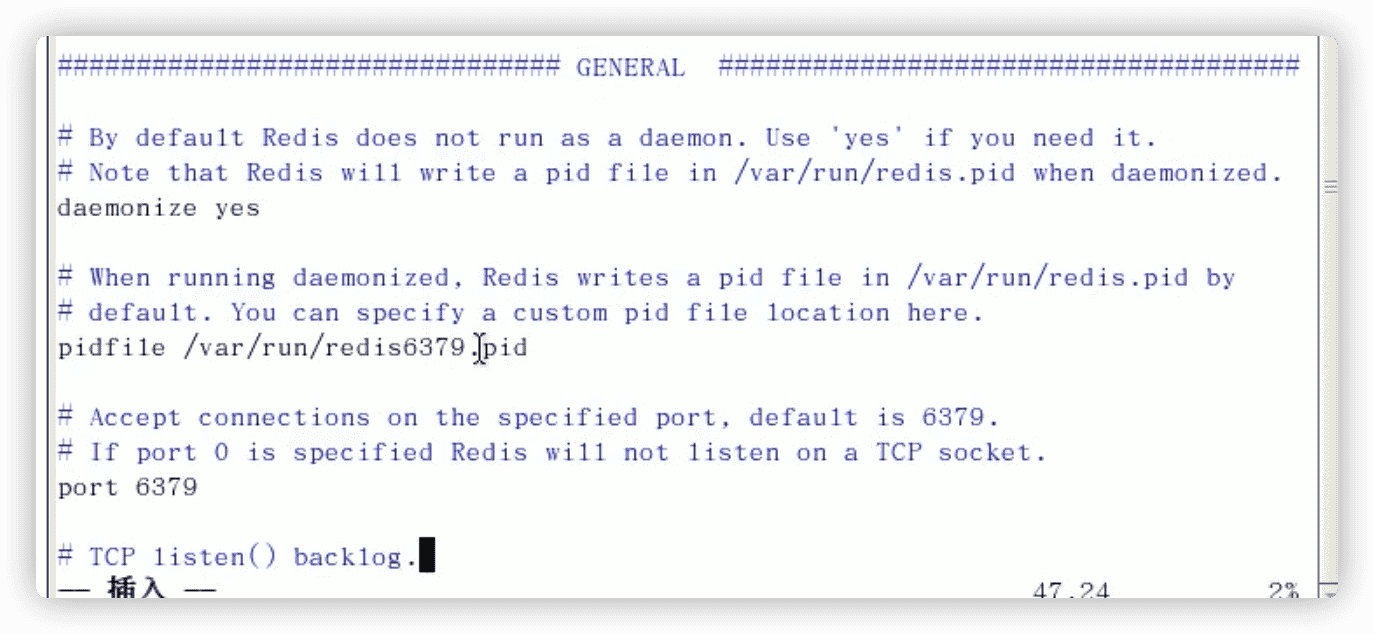 ################################ GENERAL  #####################################
# By default Redis does not run as a daemon. Use 'yes' if you need it.
# Note that Redis will write a pid file in /var/run/redis.pid when daemonized.
daemonize yes
# When running daemonized, Redis writes a pid file in /var/run/redis.pid by
# default. You can specify a custom pid file location here.
pidfile /var/run/redis6379.pid
# Accept connections on the specified port, default is 6379.
# If port 0 is specified Redis will not listen on a TCP socket.
port 6379
# TCP listen() backlog.
-- 插入 -- 47,24 2%